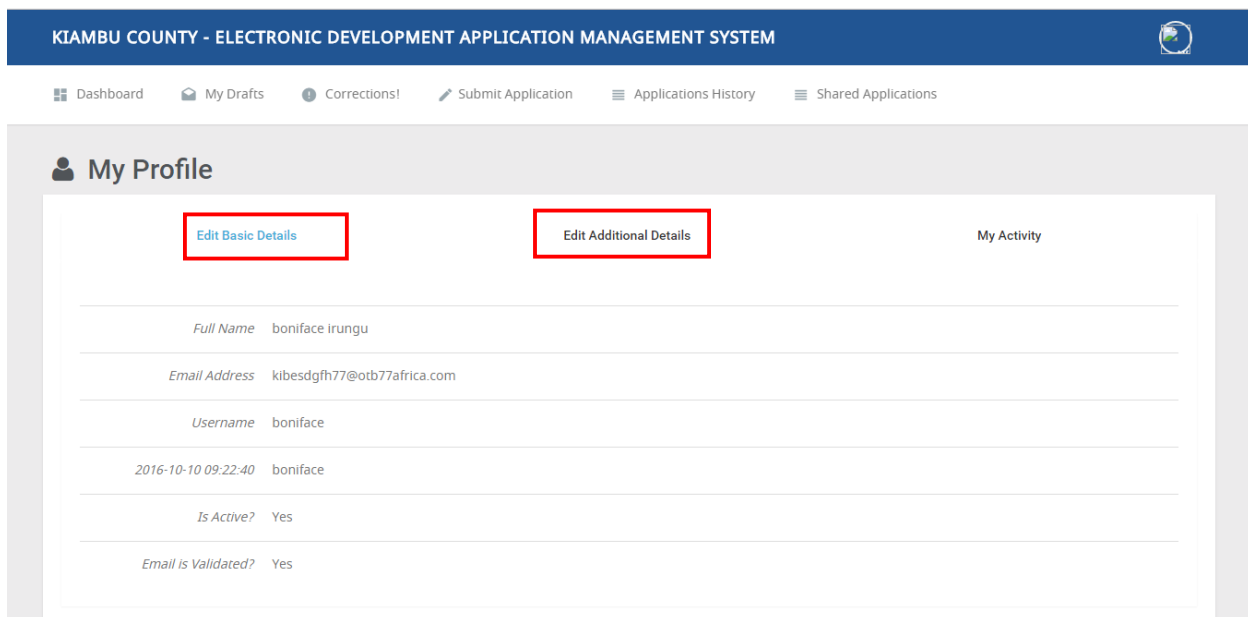 KIAMBU COUNTY - ELECTRONIC DEVELOPMENT APPLICATION MANAGEMENT SYSTEM
Dashboard My Drafts Corrections! Submit Application Applications History Shared Applications
My Profile
Edit Basic Details Edit Additional Details My Activity
Full Name boniface irungu
Email Address kibesdgfh77@otb77africa.com
Username boniface
2016-10-10 09:22:40 boniface
Is Active? Yes
Email is Validated? Yes